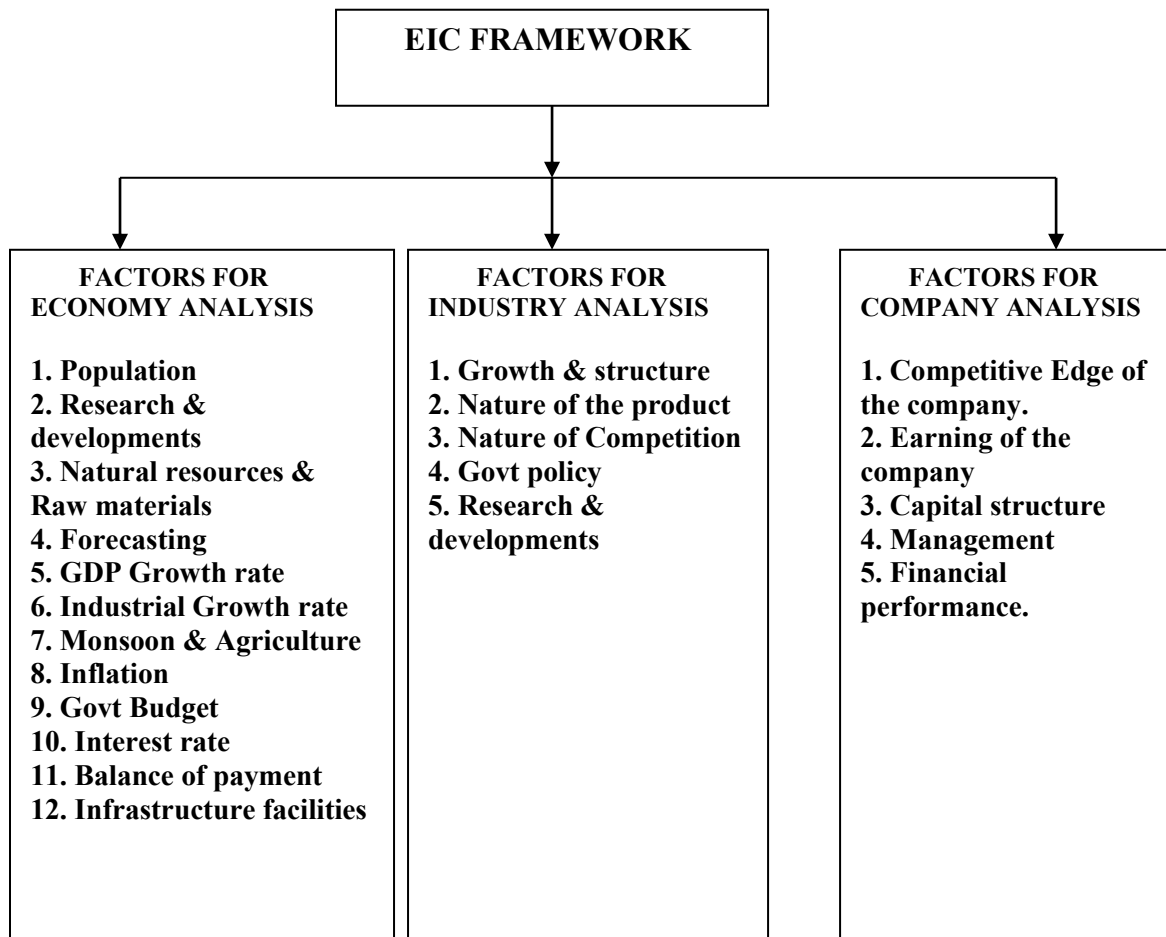 EIC FRAMEWORK
FACTORS FOR
ECONOMY ANALYSIS
1. Population
2. Research &
developments
3. Natural resources &
Raw materials
4. Forecasting
5. GDP Growth rate
6. Industrial Growth rate
7. Monsoon & Agriculture
8. Inflation
9. Govt Budget
10. Interest rate
11. Balance of payment
12. Infrastructure facilities
FACTORS FOR
INDUSTRY ANALYSIS
1. Growth & structure
2. Nature of the product
3. Nature of Competition
4. Govt policy
5. Research &
developments
FACTORS FOR
COMPANY ANALYSIS
1. Competitive Edge of
the company.
2. Earning of the
company
3. Capital structure
4. Management
5. Financial
performance.